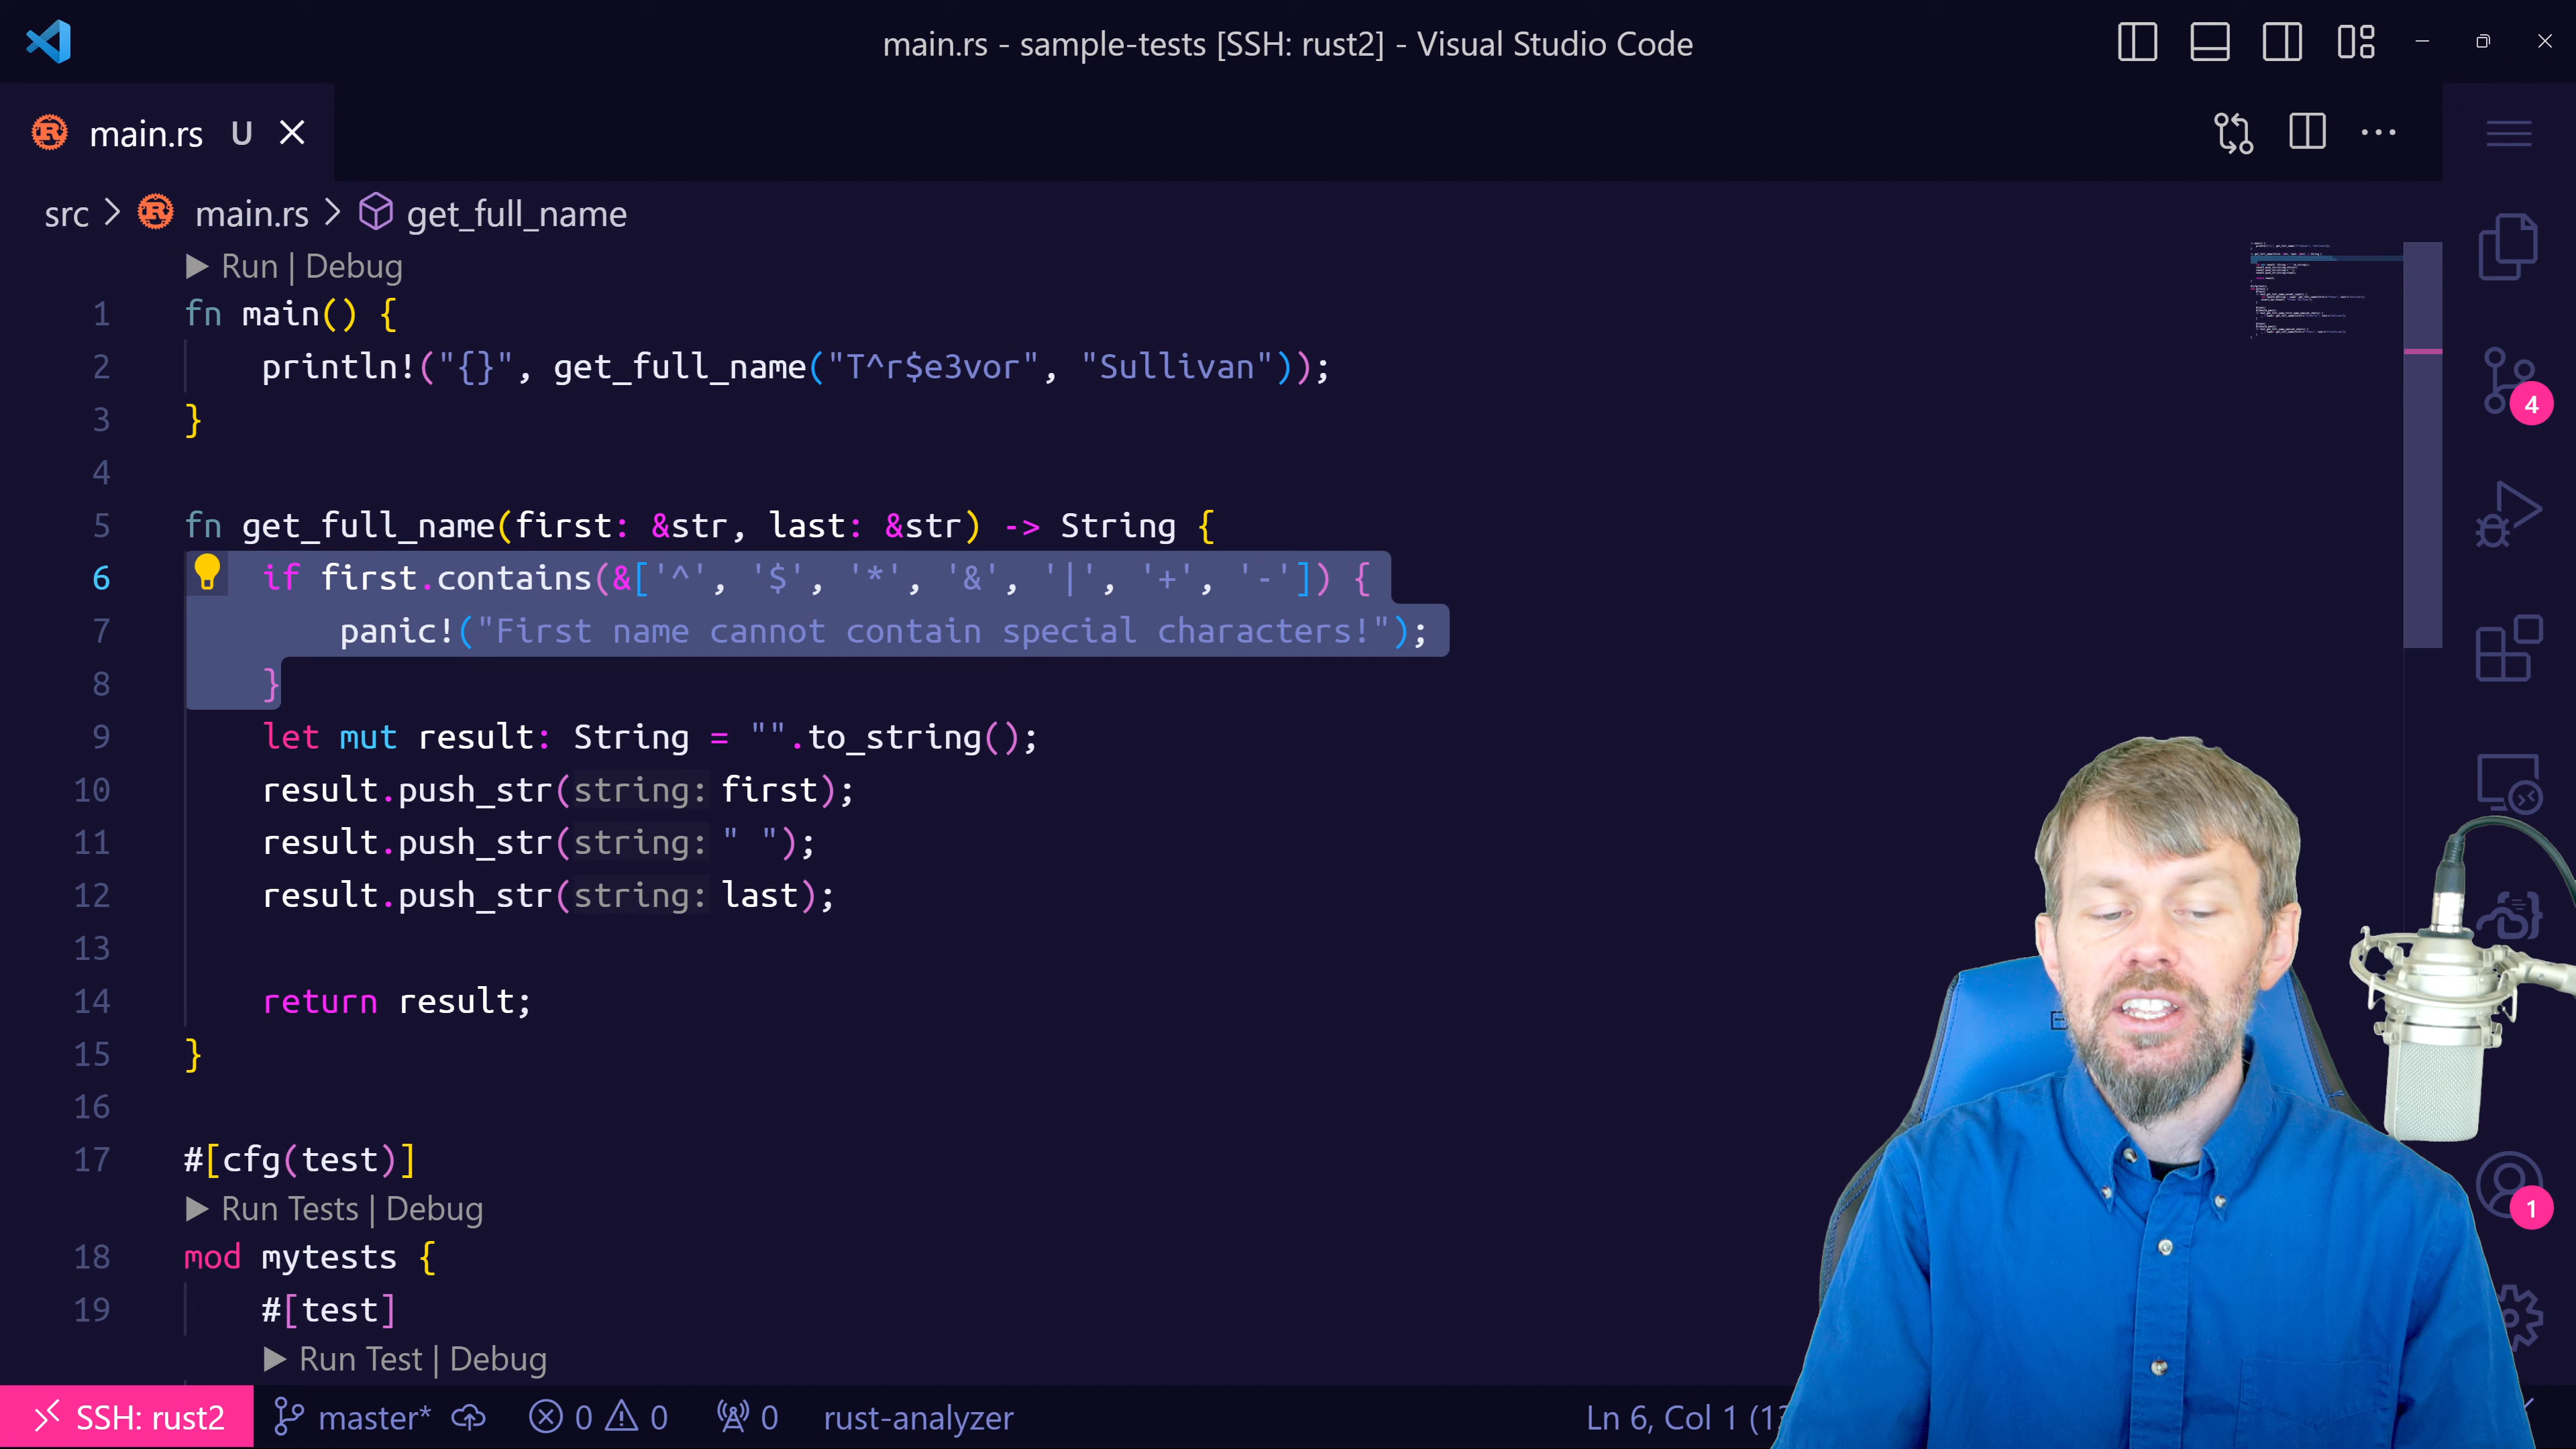 main.rs - sample-tests [SSH: rust2] - Visual Studio Code
main.rs U
src > main.rs > get_full_name
Run | Debug
1 fn main() {
2 println!("{}", get_full_name("T^r$e3vor", "Sullivan"));
3 }
4
5 fn get_full_name(first: &str, last: &str) -> String {
6 if first.contains(&['^', '$', '*', '&', '|', '+', '-']) {
7 panic!("First name cannot contain special characters!");
8 }
9 let mut result: String = "".to_string();
10 result.push_str(string: first);
11 result.push_str(string: " ");
12 result.push_str(string: last);
13
14 return result;
15 }
16
17 #[cfg(test)]
Run Tests | Debug
18 mod mytests {
19 #[test]
Run Test | Debug
4
1
SSH: rust2 master* 0 0 0 rust-analyzer Ln 6, Col 1